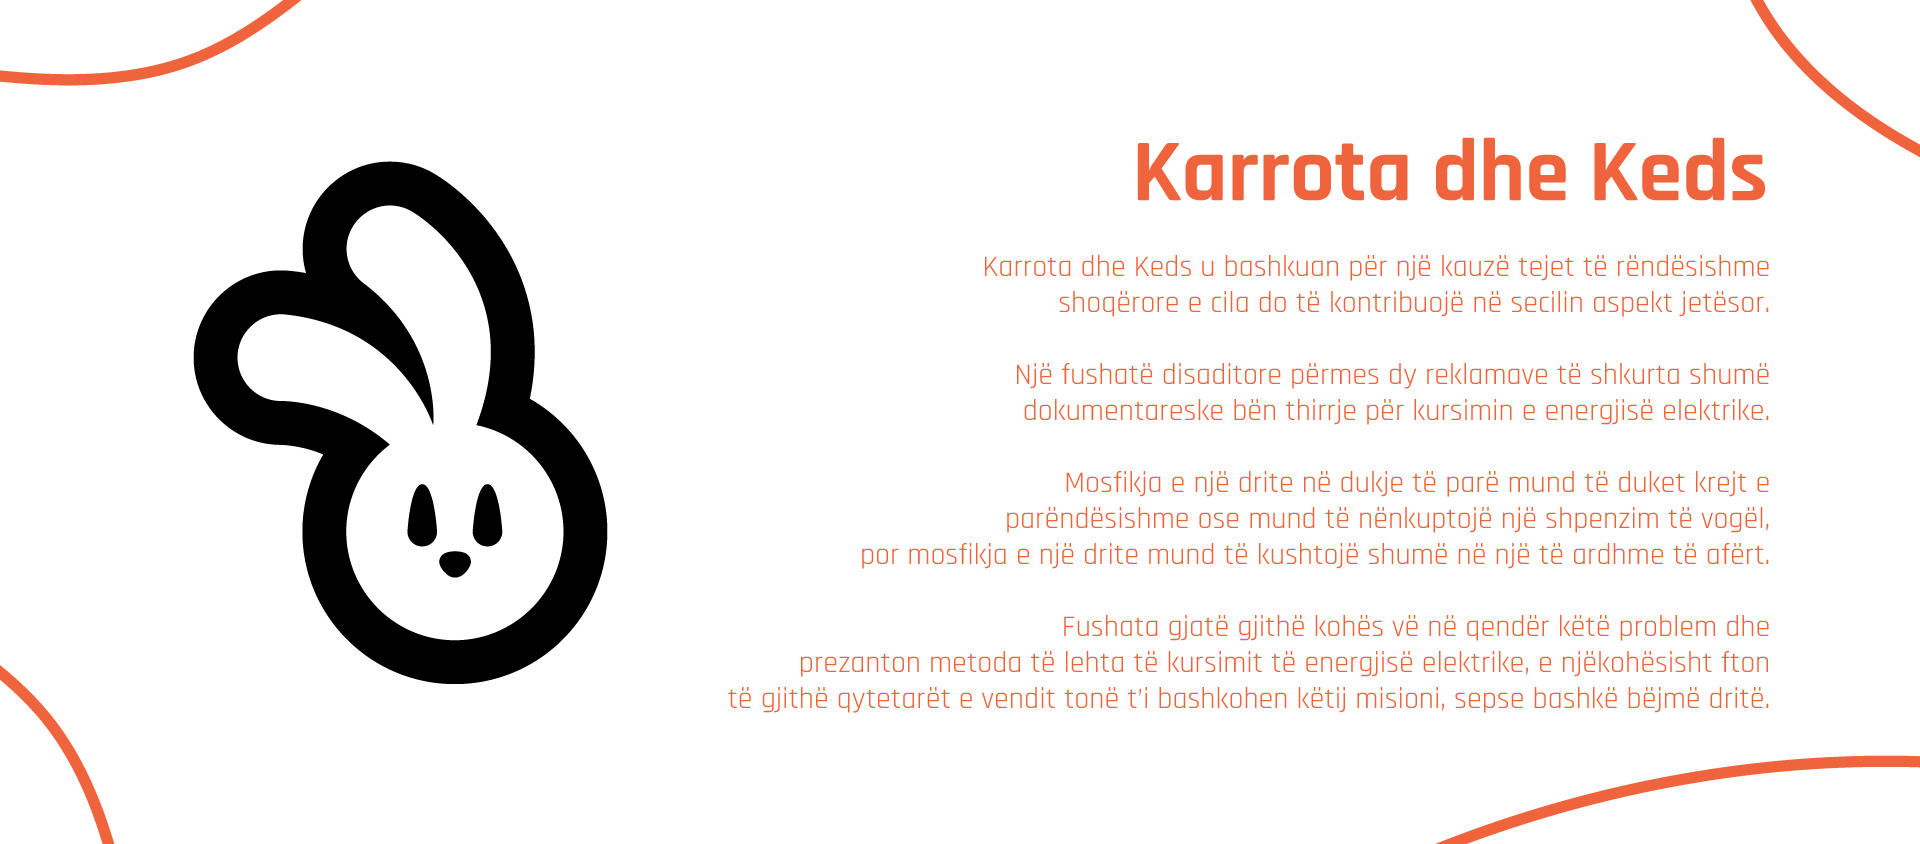 Karrota dhe Keds
Karrota dhe Keds u bashkuan për një kauzë tejet të rëndësishme
shoqërore e cila do të kontribuojë në secilin aspekt jetësor.
Një fushatë disaditore përmes dy reklamave të shkurta shumë
dokumentareske bën thirrje për kursimin e energjisë elektrike.
Mosfikja e një drite në dukje të parë mund të duket krejt e
parëndësishme ose mund të nënkuptojë një shpenzim të vogël,
por mosfikja e një drite mund të kushtojë shumë në një të ardhme të afërt.
Fushata gjatë gjithë kohës vë në qendër këtë problem dhe
prezanton metoda të lehta të kursimit të energjisë elektrike, e njëkohësisht fton
të gjithë qytetarët e vendit tonë t'i bashkohen këtij misioni, sepse bashkë bëjmë dritë.